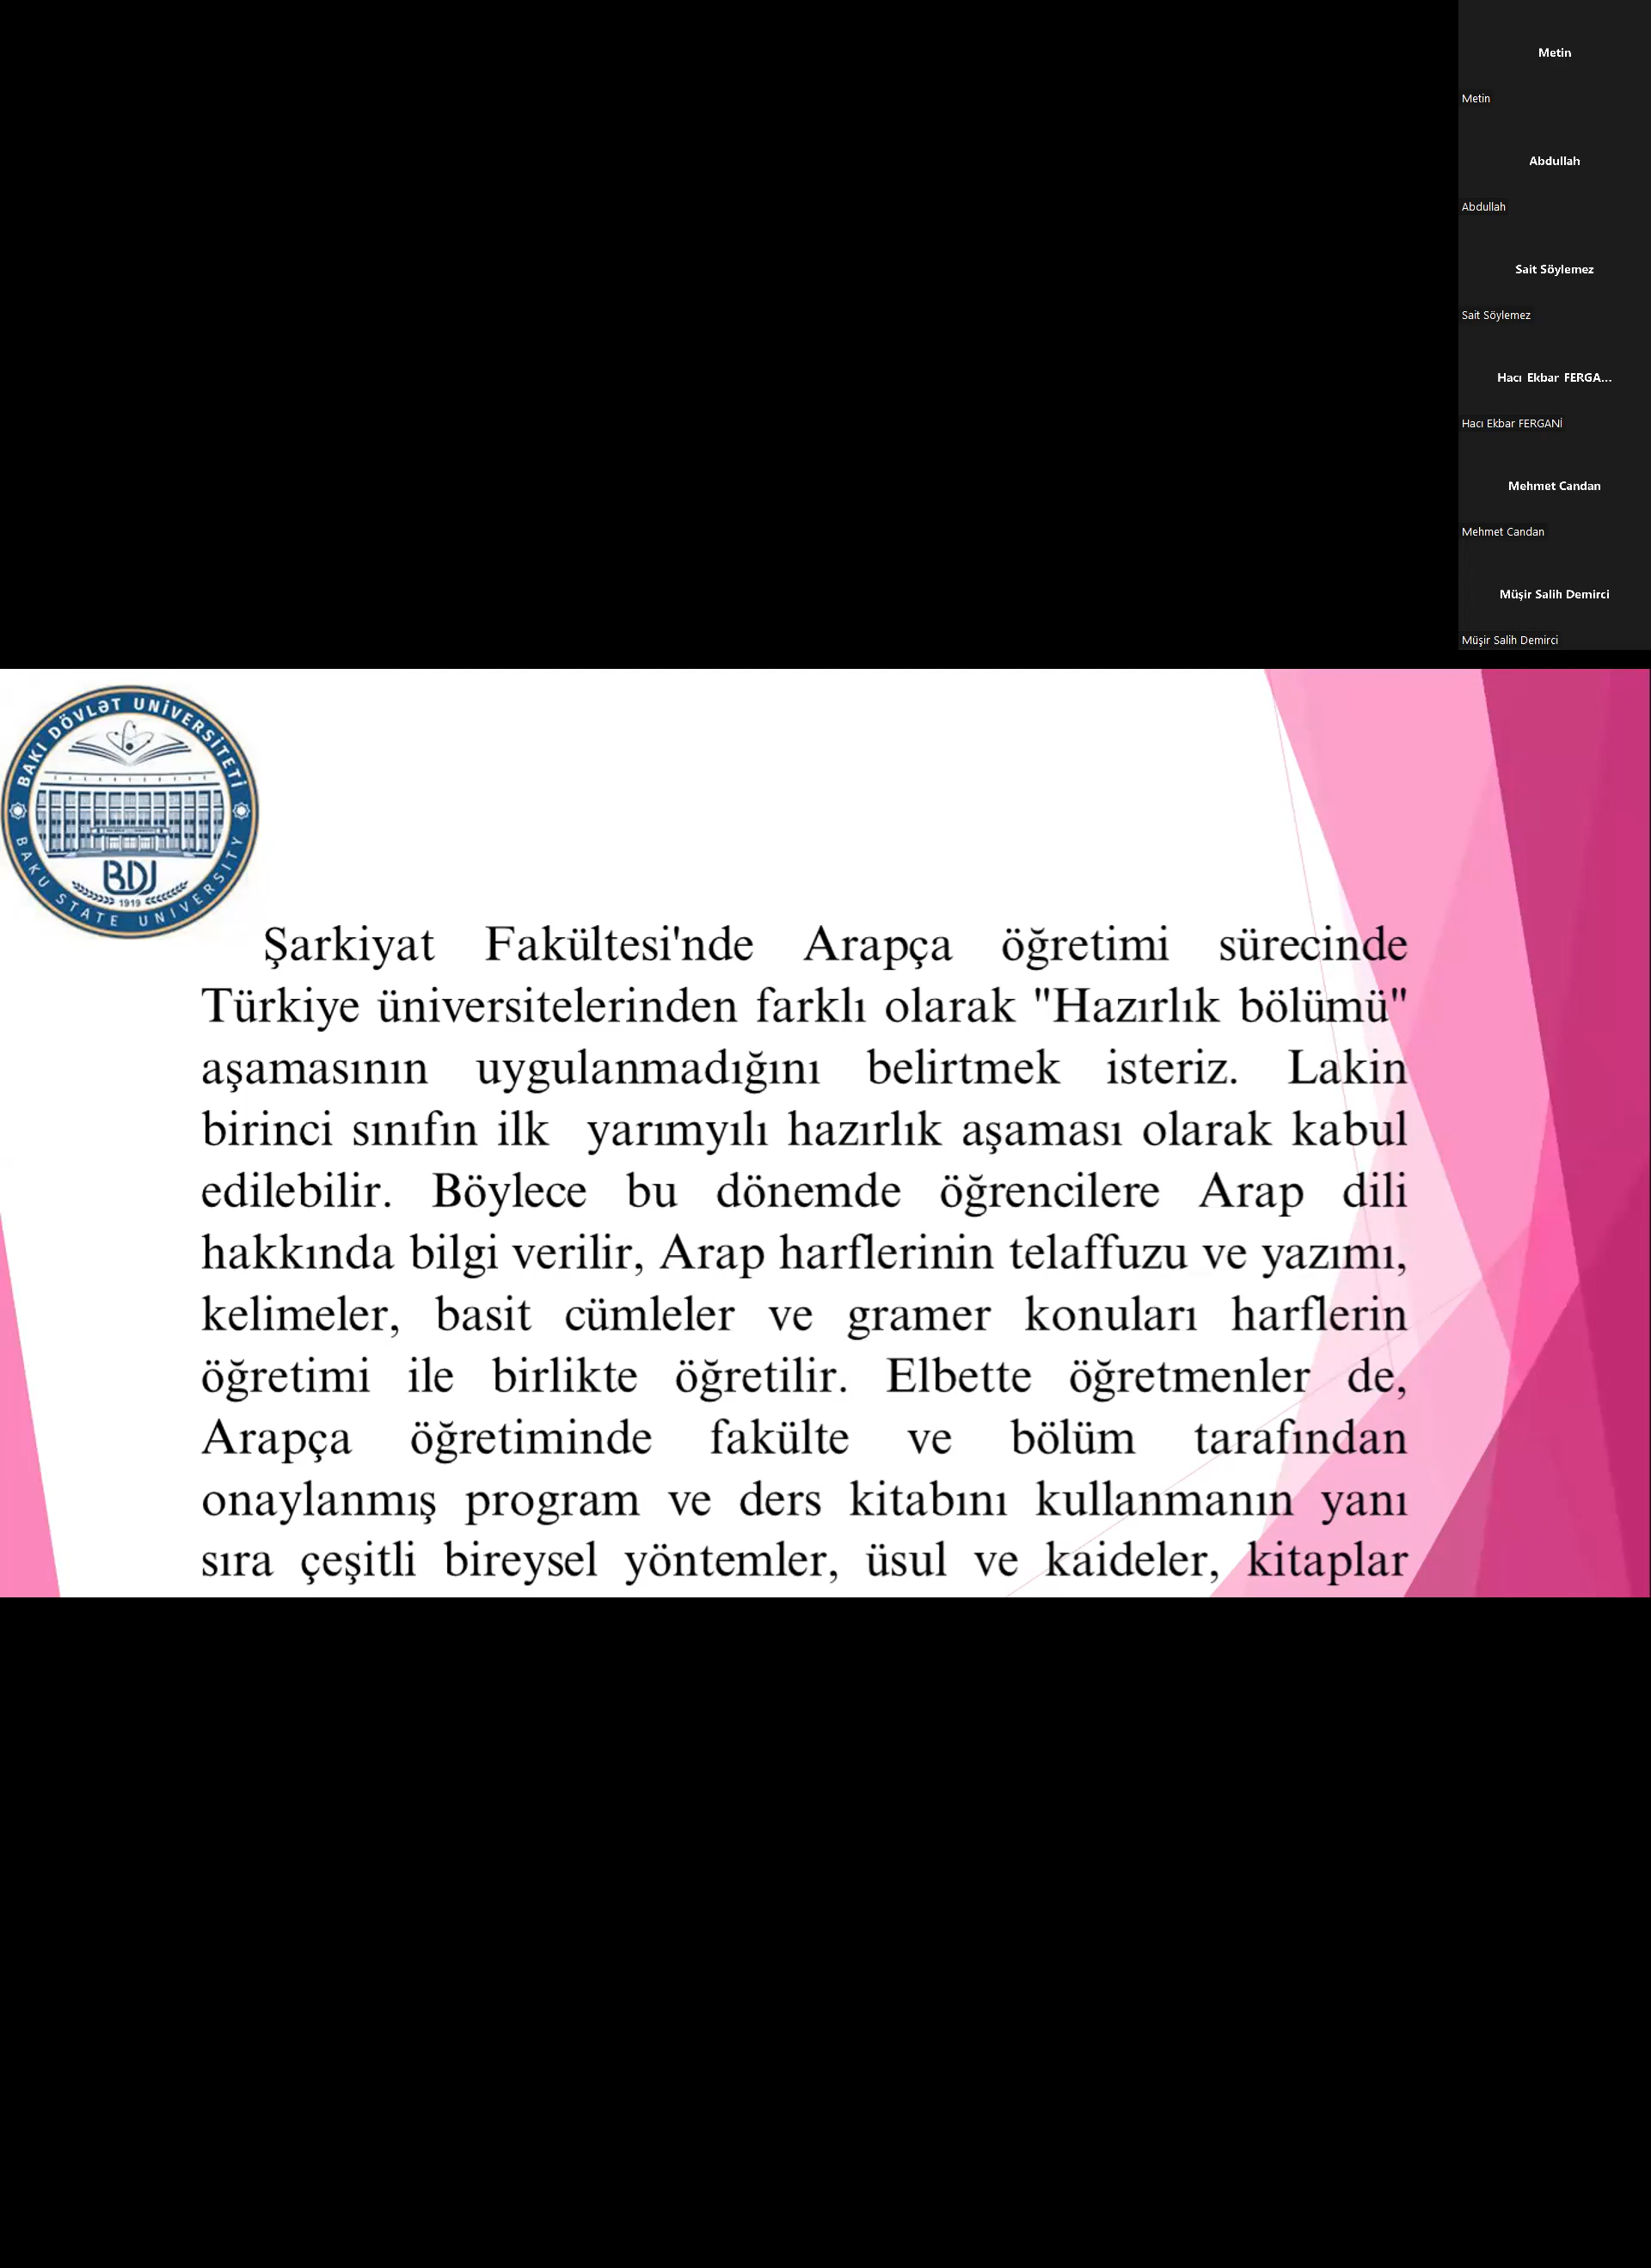 Metin
Metin
Abdullah
Abdullah
Sait Söylemez
Sait Söylemez
Hacı Ekbar FERGA...
Hacı Ekbar FERGANİ
Mehmet Candan
Mehmet Candan
Müşir Salih Demirci
Müşir Salih Demirci
BAKI DÖVLƏT UNİVERSİTETİ
BDU
1919
BAKU STATE UNIVERSITY
Şarkiyat Fakültesi'nde Arapça öğretimi sürecinde
Türkiye üniversitelerinden farklı olarak "Hazırlık bölümü"
aşamasının uygulanmadığını belirtmek isteriz. Lakin
birinci sınıfın ilk yarımyılı hazırlık aşaması olarak kabul
edilebilir. Böylece bu dönemde öğrencilere Arap dili
hakkında bilgi verilir, Arap harflerinin telaffuzu ve yazımı,
kelimeler, basit cümleler ve gramer konuları harflerin
öğretimi ile birlikte öğretilir. Elbette öğretmenler de,
Arapça öğretiminde fakülte ve bölüm tarafından
onaylanmış program ve ders kitabını kullanmanın yanı
sıra çeşitli bireysel yöntemler, üsul ve kaideler, kitaplar